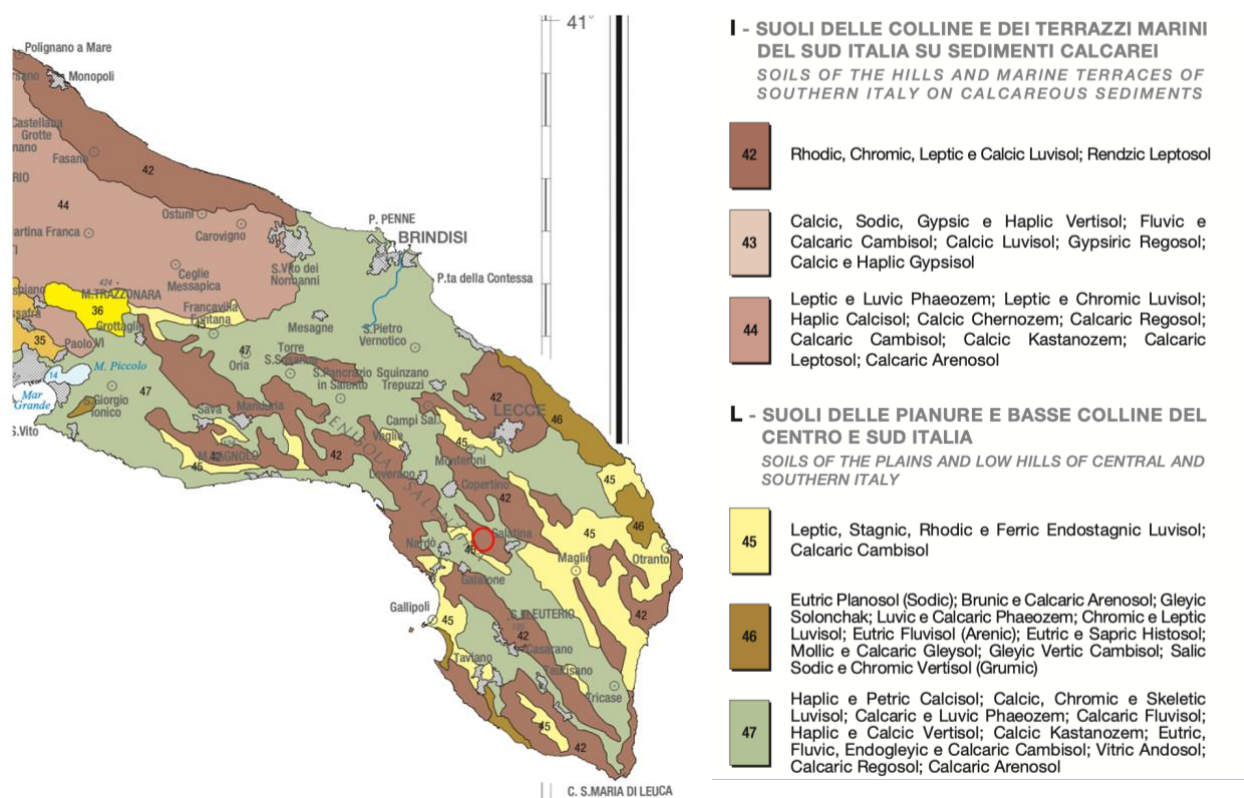 41°
Polignano a Mare
Monopoli
Castellana
Grotte
Fasano
42
44
Ostuni
Carovigno
artina Franca
P. PENNE
BRINDISI
P.ta della Contessa
S.Vito dei
Normanni
Ceglie
Messapica
424
M.TRAZZONARA
36
Francavilla
Fontana
45
Grottaglie
35
Paolo VI
Mesagne
S.Pietro
Vernotico
47
Oria
Torre
S.Susanna
14
M. Piccolo
Mar
Grande
S.Vito
47
S.Giorgio
Ionico
S.Pancrazio
in Salento
Squinzano
Trepuzzi
42
LECCE
46
Sava
Manduria
Campi Sal.
45
42
45
42
Veglie
Monteroni
Leverano
Copertino
42
45
45
46
Nardò
Galatina
46
Maglie
Otranto
Galatone
42
Gallipoli
45
42
Casarano
Taviano
Taurisano
Tricase
45
42
C. S.MARIA DI LEUCA
I - SUOLI DELLE COLLINE E DEI TERRAZZI MARINI
DEL SUD ITALIA SU SEDIMENTI CALCAREI
SOILS OF THE HILLS AND MARINE TERRACES OF
SOUTHERN ITALY ON CALCAREOUS SEDIMENTS
42
Rhodic, Chromic, Leptic e Calcic Luvisol; Rendzic Leptosol
43
Calcic, Sodic, Gypsic e Haplic Vertisol; Fluvic e
Calcaric Cambisol; Calcic Luvisol; Gypsiric Regosol;
Calcic e Haplic Gypsisol
44
Leptic e Luvic Phaeozem; Leptic e Chromic Luvisol;
Haplic Calcisol; Calcic Chernozem; Calcaric Regosol;
Calcaric Cambisol; Calcic Kastanozem; Calcaric
Leptosol; Calcaric Arenosol
L - SUOLI DELLE PIANURE E BASSE COLLINE DEL
CENTRO E SUD ITALIA
SOILS OF THE PLAINS AND LOW HILLS OF CENTRAL AND
SOUTHERN ITALY
45
Leptic, Stagnic, Rhodic e Ferric Endostagnic Luvisol;
Calcaric Cambisol
46
Eutric Planosol (Sodic); Brunic e Calcaric Arenosol; Gleyic
Solonchak; Luvic e Calcaric Phaeozem; Chromic e Leptic
Luvisol; Eutric Fluvisol (Arenic); Eutric e Sapric Histosol;
Mollic e Calcaric Gleysol; Gleyic Vertic Cambisol; Salic
Sodic e Chromic Vertisol (Grumic)
47
Haplic e Petric Calcisol; Calcic, Chromic e Skeletic
Luvisol; Calcaric e Luvic Phaeozem; Calcaric Fluvisol;
Haplic e Calcic Vertisol; Calcic Kastanozem; Eutric,
Fluvic, Endogleyic e Calcaric Cambisol; Vitric Andosol;
Calcaric Regosol; Calcaric Arenosol